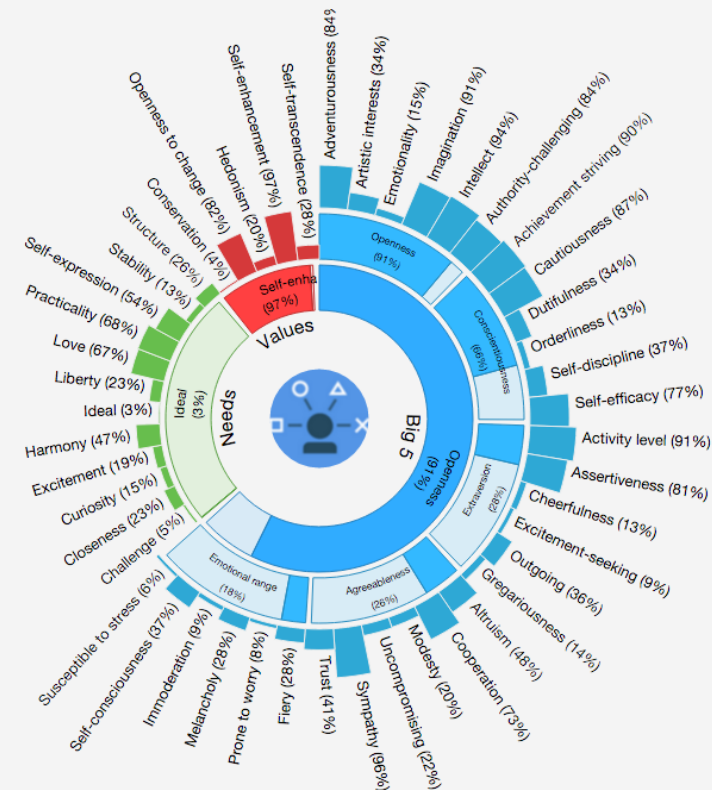 Adventurousness (84%
Artistic interests (34%)
Emotionality (15%)
Imagination (91%)
Intellect (94%)
Authority-challenging (84%)
Achievement striving (90%)
Cautiousness (87%)
Dutifulness (34%)
Orderliness (13%)
Self-discipline (37%)
Self-efficacy (77%)
Activity level (91%)
Assertiveness (81%)
Cheerfulness (13%)
Excitement-seeking (9%)
Outgoing (36%)
Gregariousness (14%)
Altruism (48%)
Cooperation (73%)
Modesty (20%)
Uncompromising (22%)
Sympathy (96%)
Trust (41%)
Fiery (28%)
Prone to worry (8%)
Melancholy (28%)
Immoderation (9%)
Self-consciousness (37%)
Susceptible to stress (6%)
Challenge (5%)
Closeness (23%)
Curiosity (15%)
Excitement (19%)
Harmony (47%)
Ideal (3%)
Liberty (23%)
Love (67%)
Practicality (68%)
Self-expression (54%)
Stability (13%)
Structure (26%)
Conservation (4%)
Openness to change (82%)
Hedonism (20%)
Self-enhancement (97%)
Self-transcendence (28%)
Openness
(91%)
Conscientiousness
(66%)
Extraversion
(28%)
Agreeableness
(26%)
Emotional range
(18%)
Ideal
(3%)
Self-enha
(97%)
Openness
(91%)
Big 5
Needs
Values